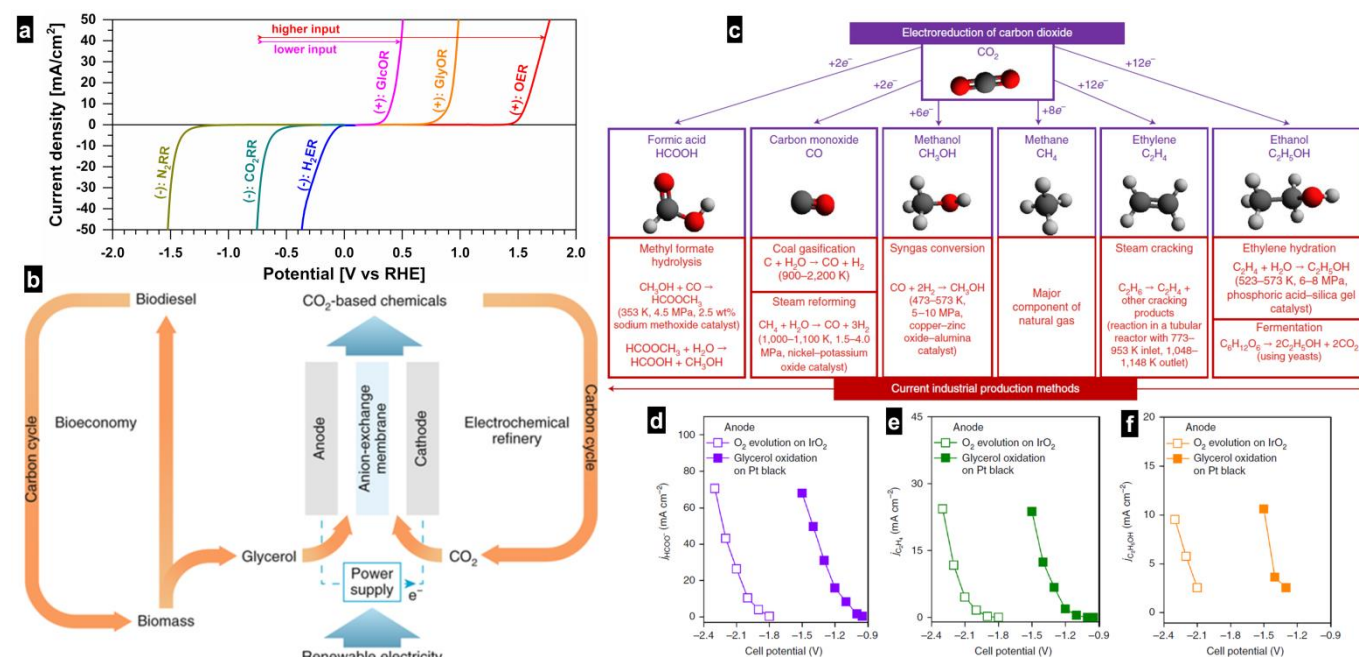 a
higher input
lower input
(+): GlcOR
(+): GlyOR
(+): OER
(-): N₂RR
(-): CO₂RR
(-): H₂ER
Current density [mA/cm²]
50
40
30
20
10
0
-10
-20
-30
-40
-50
-2.0
-1.5
-1.0
-0.5
0.0
0.5
1.0
1.5
2.0
Potential [V vs RHE]
b
Biodiesel
CO₂-based chemicals
Carbon cycle
Bioeconomy
Anode
Anion-exchange
membrane
Cathode
Electrochemical
refinery
Carbon cycle
Glycerol
CO₂
Power
supply
e⁻
Biomass
Renewable electricity
c
Electroreduction of carbon dioxide
CO₂
+2e⁻
+2e⁻
+6e⁻
+8e⁻
+12e⁻
+12e⁻
Formic acid
HCOOH
Carbon monoxide
CO
Methanol
CH₃OH
Methane
CH₄
Ethylene
C₂H₄
Ethanol
C₂H₅OH
Methyl formate
hydrolysis
CH₃OH + CO →
HCOOCH₃
(353 K, 4.5 MPa, 2.5 wt%
sodium methoxide catalyst)
HCOOCH₃ + H₂O →
HCOOH + CH₃OH
Coal gasification
C + H₂O → CO + H₂
(900–2,200 K)
Steam reforming
CH₄ + H₂O → CO + 3H₂
(1,000–1,100 K, 1.5–4.0
MPa, nickel–potassium
oxide catalyst)
Syngas conversion
CO + 2H₂ → CH₃OH
(473–573 K,
5–10 MPa,
copper–zinc
oxide–alumina
catalyst)
Major
component of
natural gas
Steam cracking
C₂H₆ → C₂H₄ +
other cracking
products
(reaction in a tubular
reactor with 773–
953 K inlet, 1,048–
1,148 K outlet)
Ethylene hydration
C₂H₄ + H₂O → C₂H₅OH
(523–573 K, 6–8 MPa,
phosphoric acid–silica gel
catalyst)
Fermentation
C₆H₁₂O₆ → 2C₂H₅OH + 2CO₂
(using yeasts)
Current industrial production methods
d
Anode
O₂ evolution on IrO₂
Glycerol oxidation
on Pt black
j HCOO⁻ (mA cm⁻²)
100
80
60
40
20
0
−2.4
−2.1
−1.8
−1.5
−1.2
−0.9
Cell potential (V)
e
Anode
O₂ evolution on IrO₂
Glycerol oxidation
on Pt black
j C₂H₄ (mA cm⁻²)
45
30
15
0
−2.4
−2.1
−1.8
−1.5
−1.2
−0.9
Cell potential (V)
f
Anode
O₂ evolution on IrO₂
Glycerol oxidation
on Pt black
j C₂H₅OH (mA cm⁻²)
20
15
10
5
0
−2.4
−2.1
−1.8
−1.5
−1.2
−0.9
Cell potential (V)